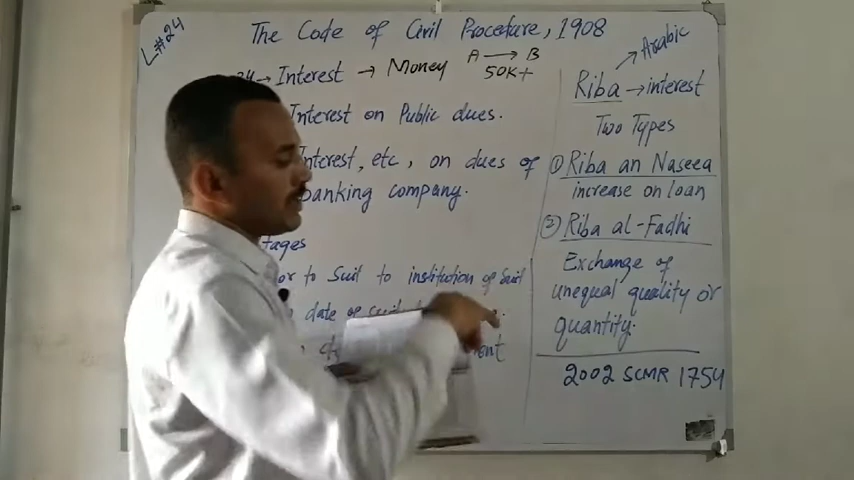 L#24
The Code of Civil Procedure, 1908
Interest → Money A → B
50K+
Interest on Public dues.
Interest, etc, on dues of
banking company.
tages
or to Suit to institution of Suit
date of
ent
Arabic
Riba → interest
Two Types
① Riba an Naseea
increase on loan
② Riba al-Fadhi
Exchange of
unequal quality or
quantity.
2002 SCMR 1754